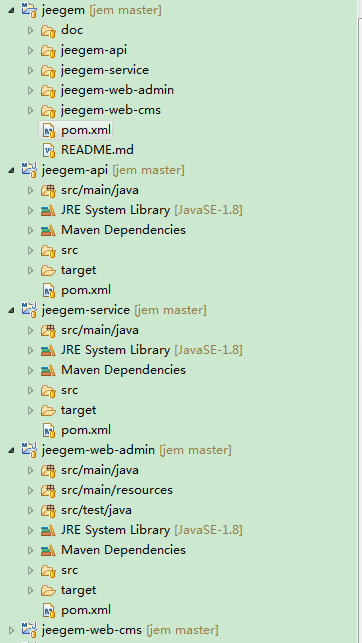 jeegem [jem master]
doc
jeegem-api
jeegem-service
jeegem-web-admin
jeegem-web-cms
pom.xml
README.md
jeegem-api [jem master]
src/main/java
JRE System Library [JavaSE-1.8]
Maven Dependencies
src
target
pom.xml
jeegem-service [jem master]
src/main/java
JRE System Library [JavaSE-1.8]
Maven Dependencies
src
target
pom.xml
jeegem-web-admin [jem master]
src/main/java
src/main/resources
src/test/java
JRE System Library [JavaSE-1.8]
Maven Dependencies
src
target
pom.xml
jeegem-web-cms [jem master]